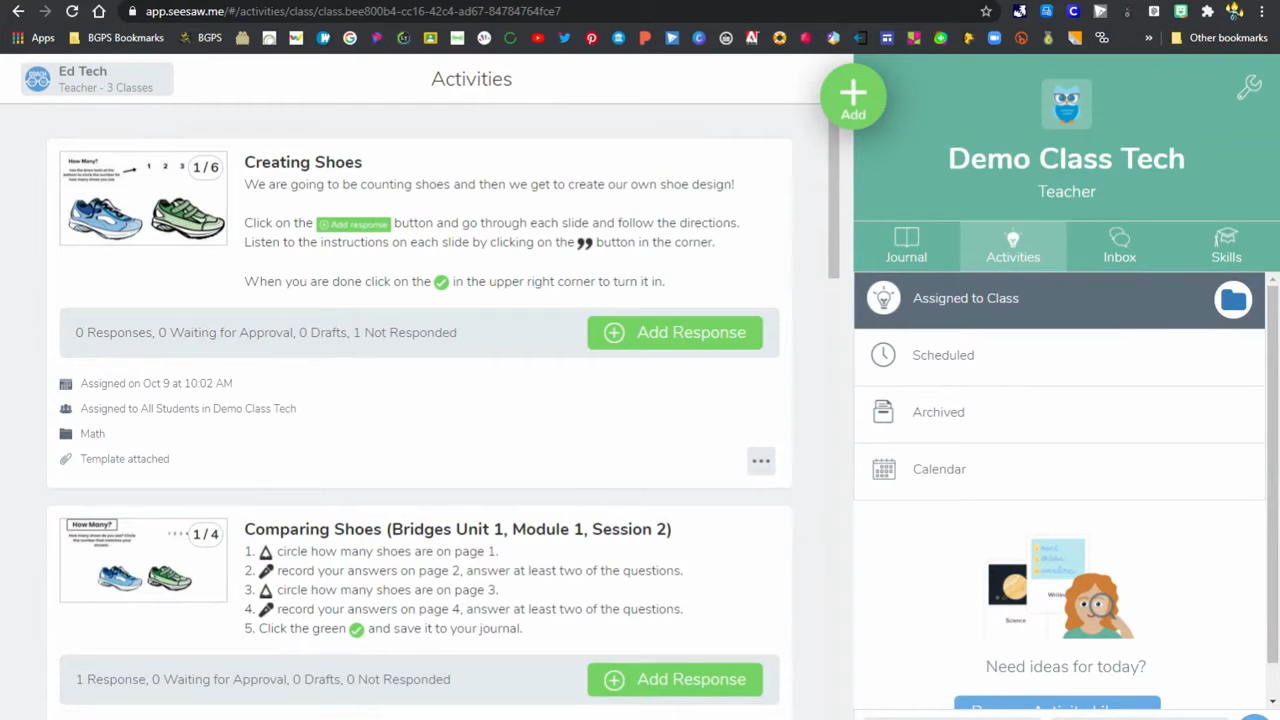 app.seesaw.me/#/activities/class/class.bee800b4-cc16-42c4-ad67-84784764fce7
Apps
BGPS Bookmarks
BGPS
Other bookmarks
Ed Tech
Teacher - 3 Classes
Activities
Add
Demo Class Tech
Teacher
Journal
Activities
Inbox
Skills
Assigned to Class
Scheduled
Archived
Calendar
Science
Need ideas for today?
How Many?
1 2 3
1/6
Creating Shoes
We are going to be counting shoes and then we get to create our own shoe design!
Click on the Add response button and go through each slide and follow the directions.
Listen to the instructions on each slide by clicking on the button in the corner.
When you are done click on the in the upper right corner to turn it in.
0 Responses, 0 Waiting for Approval, 0 Drafts, 1 Not Responded
Add Response
Assigned on Oct 9 at 10:02 AM
Assigned to All Students in Demo Class Tech
Math
Template attached
How Many?
1/4
Comparing Shoes (Bridges Unit 1, Module 1, Session 2)
1. circle how many shoes are on page 1.
2. record your answers on page 2, answer at least two of the questions.
3. circle how many shoes are on page 3.
4. record your answers on page 4, answer at least two of the questions.
5. Click the green and save it to your journal.
1 Response, 0 Waiting for Approval, 0 Drafts, 0 Not Responded
Add Response